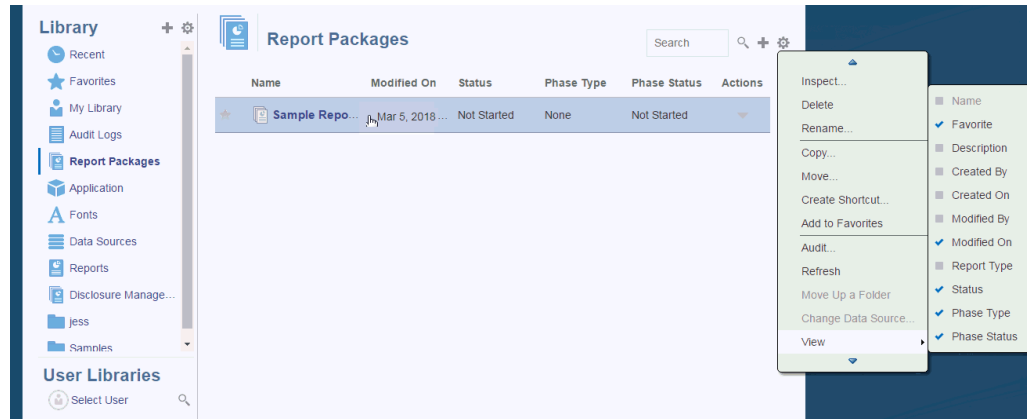 Library
Recent
Favorites
My Library
Audit Logs
Report Packages
Application
Fonts
Data Sources
Reports
Disclosure Manage...
jess
Samples
User Libraries
Select User
Report Packages
Search
Name Modified On Status Phase Type Phase Status Actions
Sample Repo... Mar 5, 2018 ... Not Started None Not Started
Inspect...
Delete
Rename...
Copy...
Move...
Create Shortcut...
Add to Favorites
Audit...
Refresh
Move Up a Folder
Change Data Source...
View
Name
Favorite
Description
Created By
Created On
Modified By
Modified On
Report Type
Status
Phase Type
Phase Status